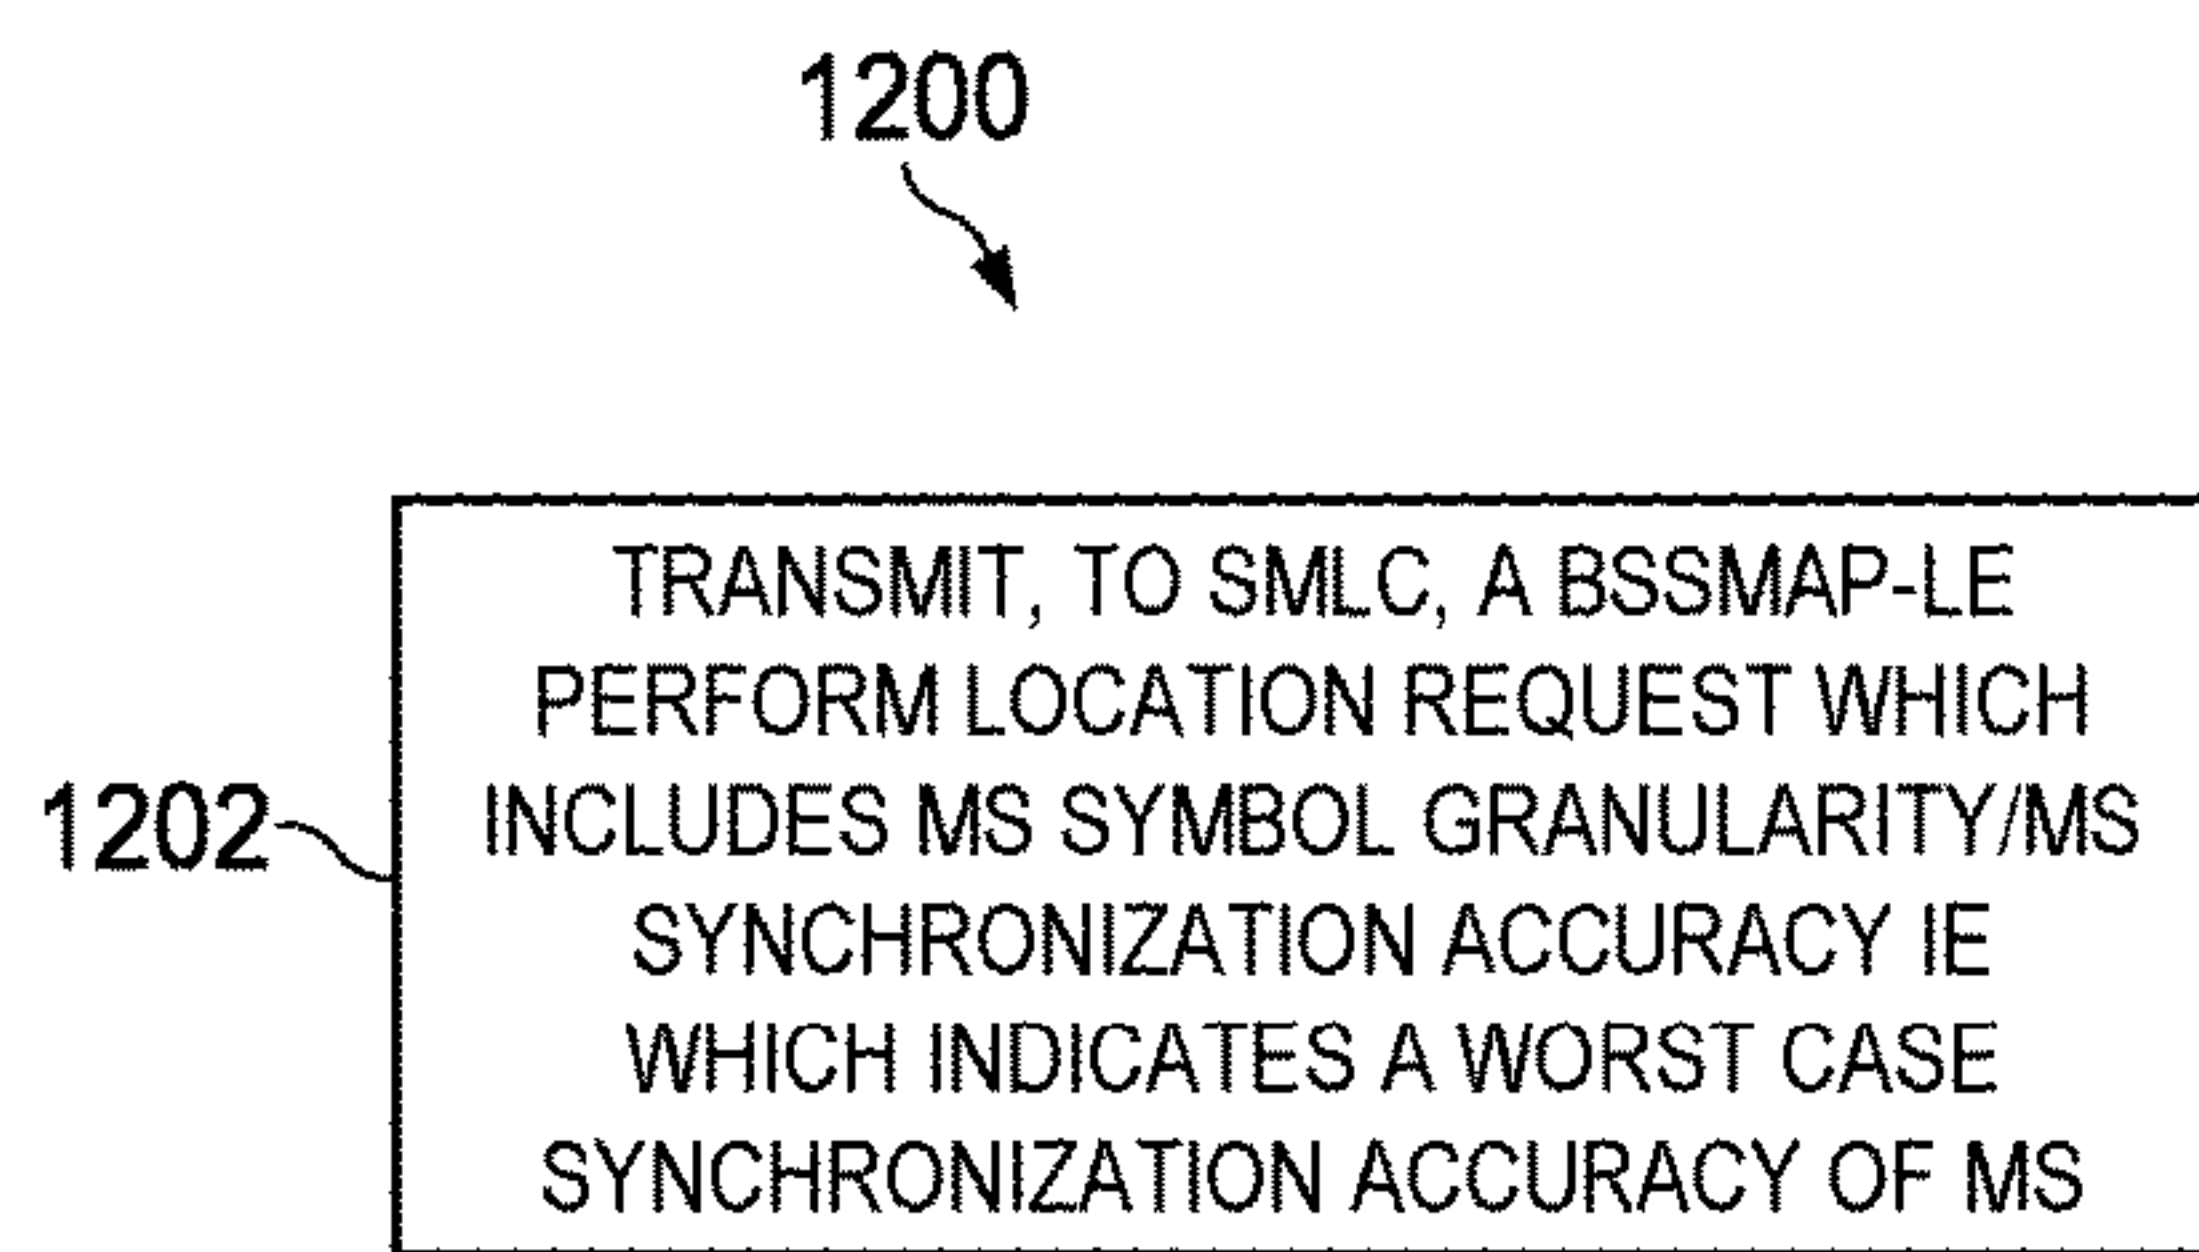 1200
TRANSMIT, TO SMLC, A BSSMAP-LE
PERFORM LOCATION REQUEST WHICH
INCLUDES MS SYMBOL GRANULARITY/MS
1202
SYNCHRONIZATION ACCURACY IE
WHICH INDICATES A WORST CASE
SYNCHRONIZATION ACCURACY OF MS